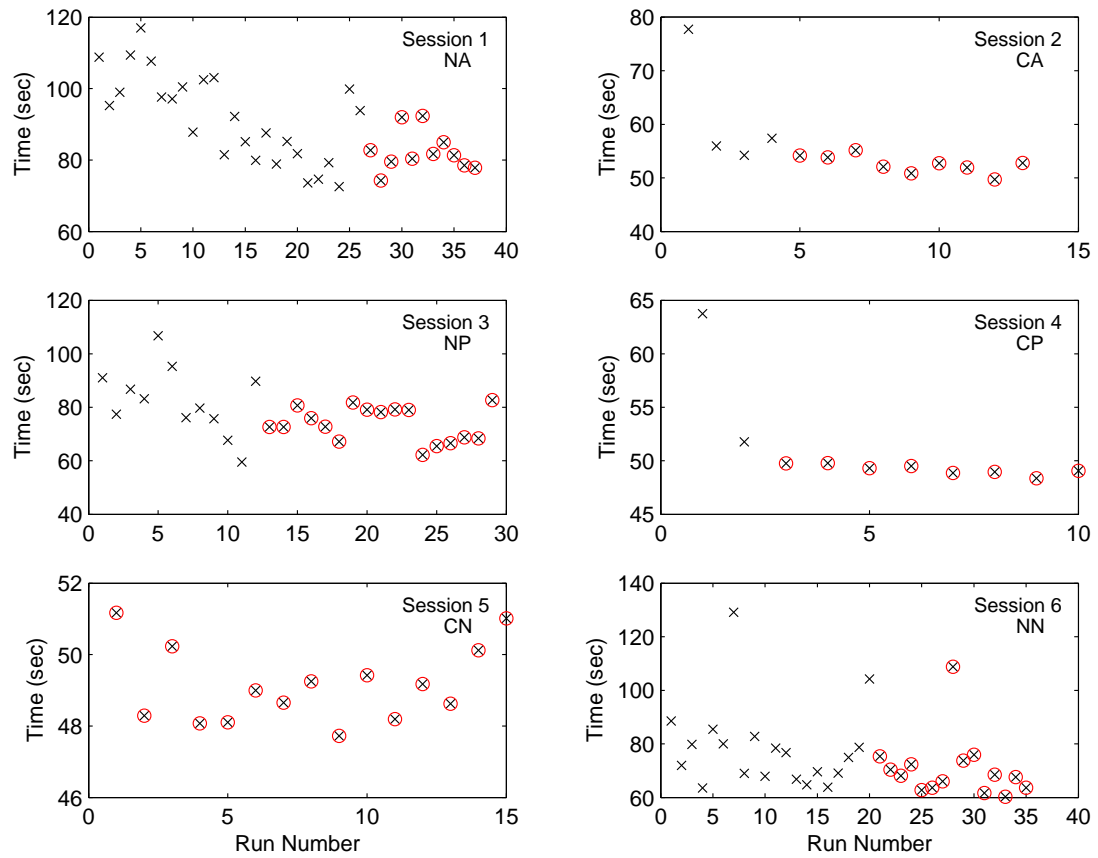 120
100
80
60
Time (sec)
Session 1
NA
0 5 10 15 20 25 30 35 40
80
70
60
50
40
Time (sec)
Session 2
CA
0 5 10 15
120
100
80
60
40
Time (sec)
Session 3
NP
0 5 10 15 20 25 30
65
60
55
50
45
Time (sec)
Session 4
CP
0 5 10
52
50
48
46
Time (sec)
Session 5
CN
0 5 10 15
Run Number
140
120
100
80
60
Time (sec)
Session 6
NN
0 5 10 15 20 25 30 35 40
Run Number